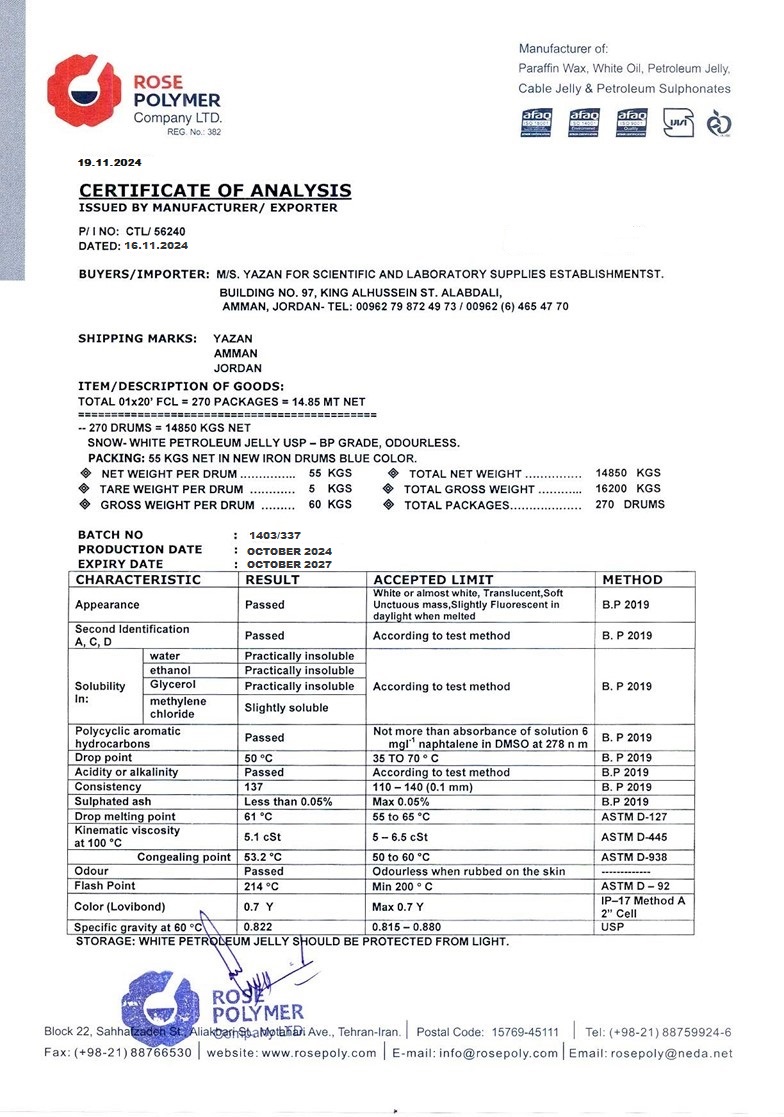 ROSE
POLYMER
Company LTD.
REG. No.: 382
Manufacturer of:
Paraffin Wax, White Oil, Petroleum Jelly,
Cable Jelly & Petroleum Sulphonates
afaq afaq afaq
19.11.2024
CERTIFICATE OF ANALYSIS
ISSUED BY MANUFACTURER/ EXPORTER
P/ I NO: CTL/ 56240
DATED: 16.11.2024
BUYERS/IMPORTER: M/S. YAZAN FOR SCIENTIFIC AND LABORATORY SUPPLIES ESTABLISHMENTST.
BUILDING NO. 97, KING ALHUSSEIN ST. ALABDALI,
AMMAN, JORDAN- TEL: 00962 79 872 49 73 / 00962 (6) 465 47 70
SHIPPING MARKS: YAZAN
AMMAN
JORDAN
ITEM/DESCRIPTION OF GOODS:
TOTAL 01x20' FCL = 270 PACKAGES = 14.85 MT NET
==============================================
-- 270 DRUMS = 14850 KGS NET
SNOW- WHITE PETROLEUM JELLY USP – BP GRADE, ODOURLESS.
PACKING: 55 KGS NET IN NEW IRON DRUMS BLUE COLOR.
NET WEIGHT PER DRUM .............. 55 KGS TOTAL NET WEIGHT .............. 14850 KGS
TARE WEIGHT PER DRUM ........... 5 KGS TOTAL GROSS WEIGHT ........... 16200 KGS
GROSS WEIGHT PER DRUM ......... 60 KGS TOTAL PACKAGES................... 270 DRUMS
BATCH NO : 1403/337
PRODUCTION DATE : OCTOBER 2024
EXPIRY DATE : OCTOBER 2027
CHARACTERISTIC RESULT ACCEPTED LIMIT METHOD
Appearance Passed White or almost white, Translucent,Soft Unctuous mass,Slightly Fluorescent in daylight when melted B.P 2019
Second Identification A, C, D Passed According to test method B. P 2019
Solubility In: water Practically insoluble According to test method B. P 2019
ethanol Practically insoluble
Glycerol Practically insoluble
methylene chloride Slightly soluble
Polycyclic aromatic hydrocarbons Passed Not more than absorbance of solution 6 mgl⁻¹ naphtalene in DMSO at 278 n m B. P 2019
Drop point 50 °C 35 TO 70 ° C B. P 2019
Acidity or alkalinity Passed According to test method B.P 2019
Consistency 137 110 – 140 (0.1 mm) B. P 2019
Sulphated ash Less than 0.05% Max 0.05% B.P 2019
Drop melting point 61 °C 55 to 65 °C ASTM D-127
Kinematic viscosity at 100 °C 5.1 cSt 5 – 6.5 cSt ASTM D-445
Congealing point 53.2 °C 50 to 60 °C ASTM D-938
Odour Passed Odourless when rubbed on the skin -------------
Flash Point 214 °C Min 200 ° C ASTM D – 92
Color (Lovibond) 0.7 Y Max 0.7 Y IP–17 Method A 2” Cell
Specific gravity at 60 °C 0.822 0.815 – 0.880 USP
STORAGE: WHITE PETROLEUM JELLY SHOULD BE PROTECTED FROM LIGHT.
ROSE
POLYMER
Company LTD.
Block 22, Sahhafzadeh St., Aliakbari St., Motahari Ave., Tehran-Iran. | Postal Code: 15769-45111 | Tel: (+98-21) 88759924-6
Fax: (+98-21) 88766530 | website: www.rosepoly.com | E-mail: info@rosepoly.com | Email: rosepoly@neda.net